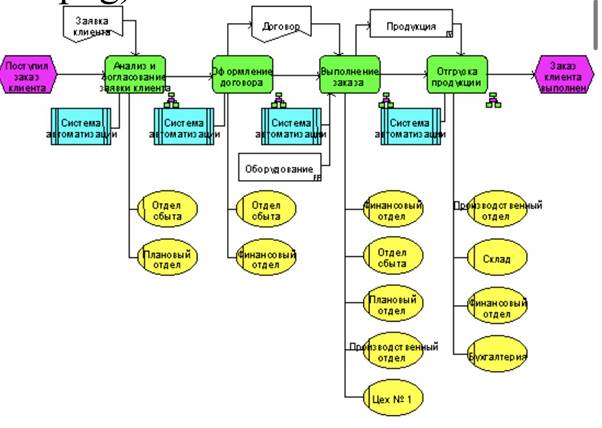 Заявка
клиента
Договор
Продукция
Поступил
заказ
клиента
Анализ и
огласование
заявки клиента
Оформление
договора
Выполнение
заказа
Отгрузка
продукции
Заказ
клиента
выполнен
Система
автоматизации
Система
автоматизации
Система
автоматизации
Система
автоматизации
Оборудование
Отдел
сбыта
Отдел
сбыта
Финансовый
отдел
Производственный
отдел
Плановый
отдел
Финансовый
отдел
Отдел
сбыта
Склад
Плановый
отдел
Финансовый
отдел
Производственный
отдел
Бухгалтерия
Цех № 1